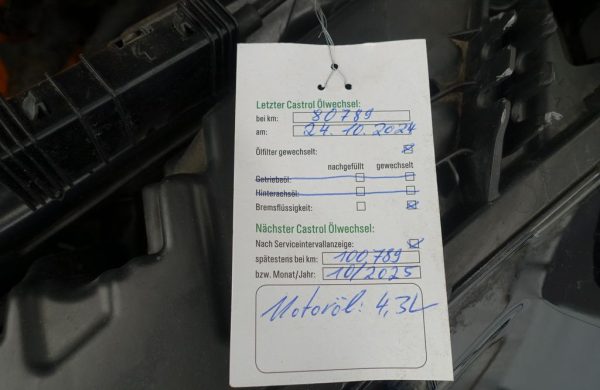 Letzter Castrol Ölwechsel:
bei km: 80789
am: 24.10.2024
Ölfilter gewechselt: ☒
nachgefüllt gewechselt
Getriebeöl: ☐ ☐
Hinterachsöl: ☐ ☐
Bremsflüssigkeit: ☐ ☒
Nächster Castrol Ölwechsel:
Nach Serviceintervallanzeige: ☑
spätestens bei km: 100789
bzw. Monat/Jahr: 10/2025
Motoröl: 4,3L